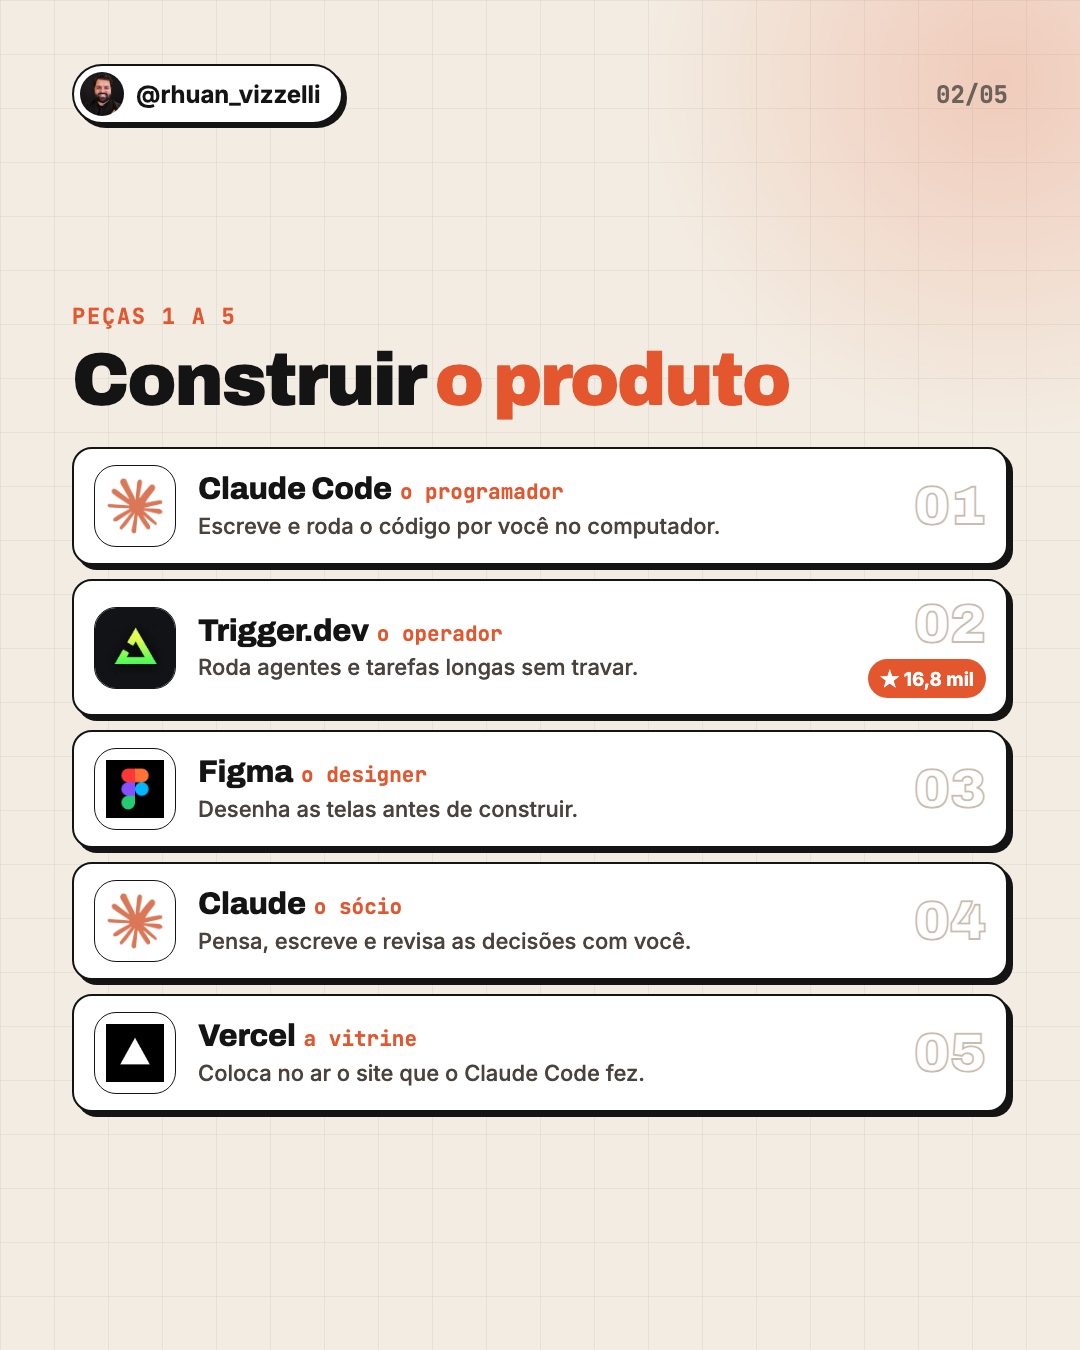 @rhuan_vizzelli
02/05
PEÇAS 1 A 5
Construir o produto
Claude Code o programador
Escreve e roda o código por você no computador.
01
Trigger.dev o operador
Roda agentes e tarefas longas sem travar.
02
★ 16,8 mil
Figma o designer
Desenha as telas antes de construir.
03
Claude o sócio
Pensa, escreve e revisa as decisões com você.
04
Vercel a vitrine
Coloca no ar o site que o Claude Code fez.
05